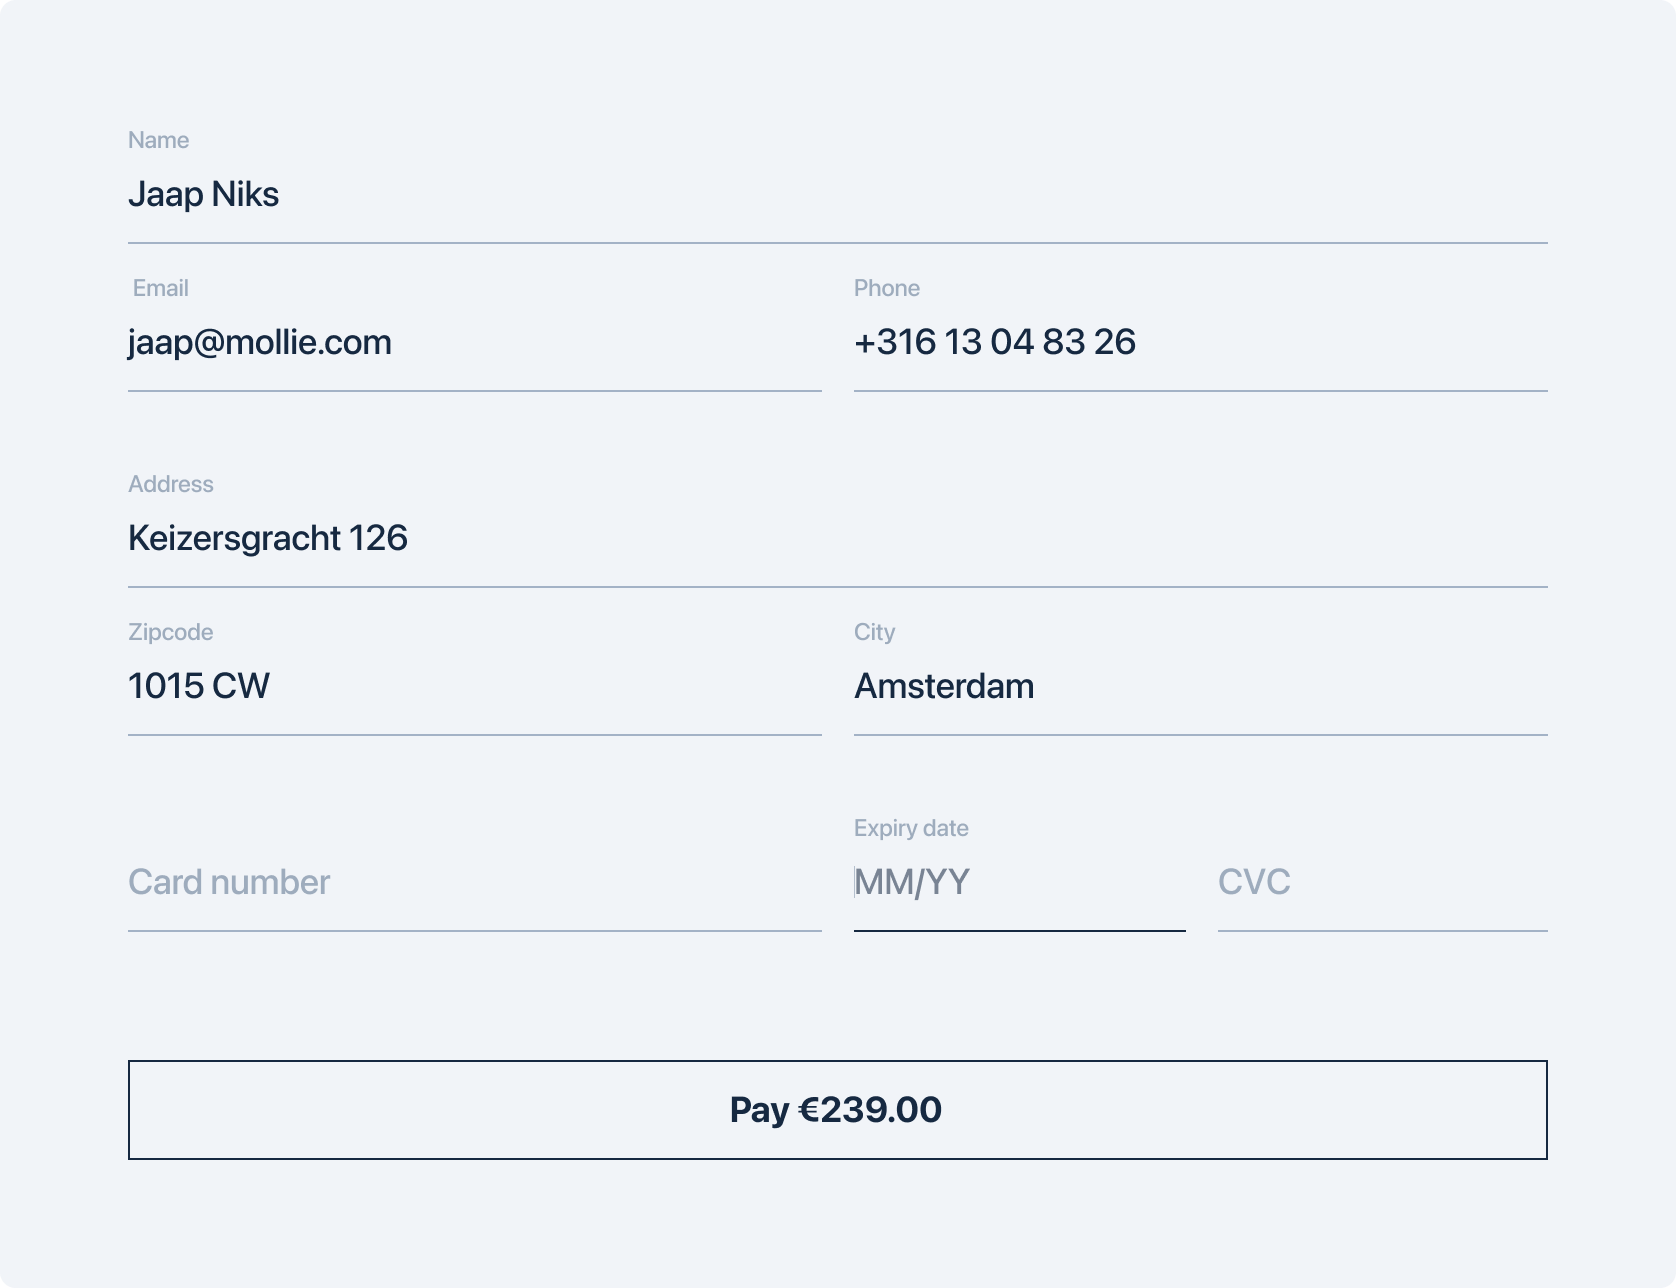 Name
Jaap Niks
Email
Phone
jaap@mollie.com
+316 13 04 83 26
Address
Keizersgracht 126
Zipcode
City
1015 CW
Amsterdam
Expiry date
Card number
MM/YY
CVC
Pay €239.00